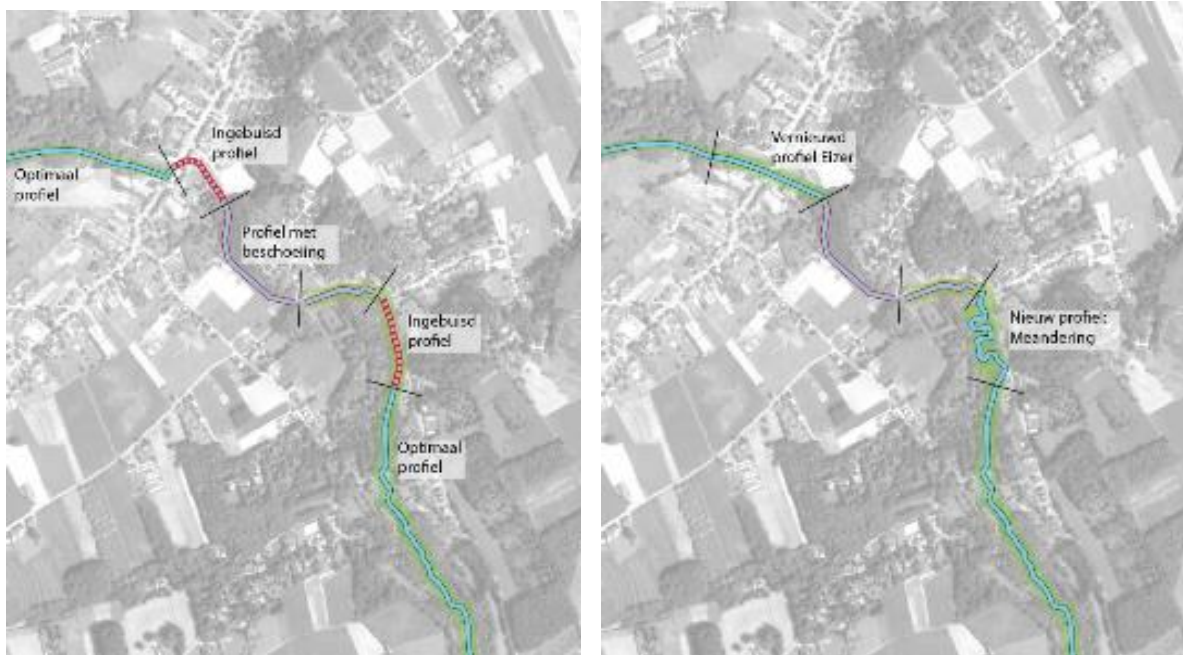 Ingebuisd
profiel
Optimaal
profiel
Profiel met
beschoeiing
Ingebuisd
profiel
Optimaal
profiel
Vernieuwd
profiel Elzer
Nieuw profiel:
Meandering